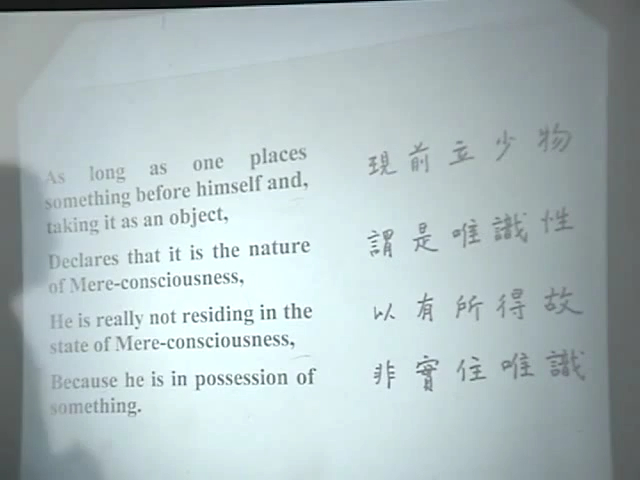 As long as one places
something before himself and,
taking it as an object,
Declares that it is the nature
of Mere-consciousness,
He is really not residing in the
state of Mere-consciousness,
Because he is in possession of
something.
現前立少物
謂是唯識性
以有所得故
非實住唯識